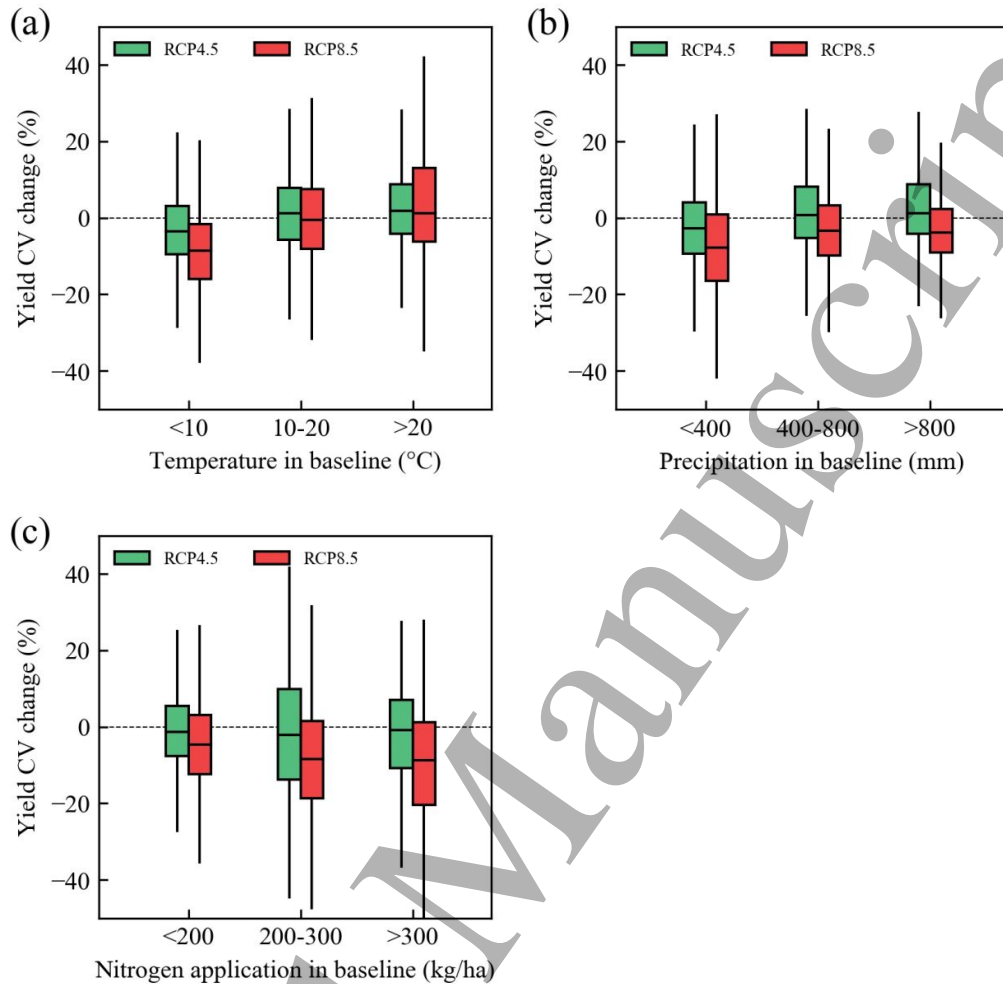 (a)
RCP4.5 RCP8.5
40
20
0
−20
−40
Yield CV change (%)
<10 10-20 >20
Temperature in baseline (°C)
(b)
RCP4.5 RCP8.5
40
20
0
−20
−40
Yield CV change (%)
<400 400-800 >800
Precipitation in baseline (mm)
(c)
RCP4.5 RCP8.5
40
20
0
−20
−40
Yield CV change (%)
<200 200-300 >300
Nitrogen application in baseline (kg/ha)
Manuscrip